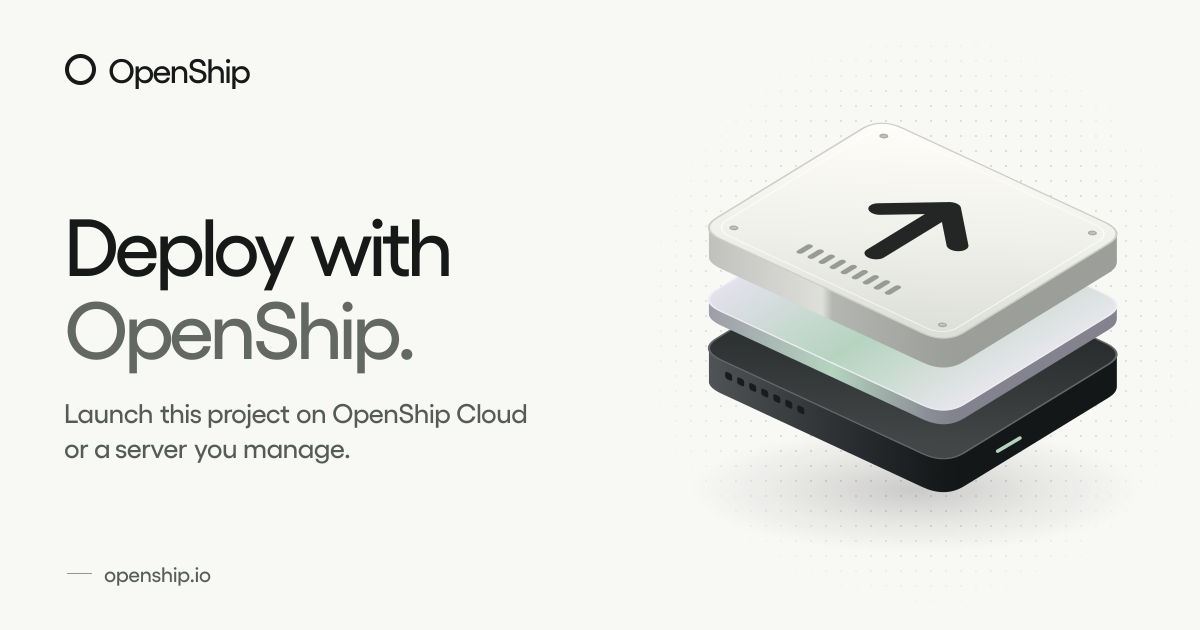 OpenShip
Deploy with
OpenShip.
Launch this project on OpenShip Cloud
or a server you manage.
openship.io